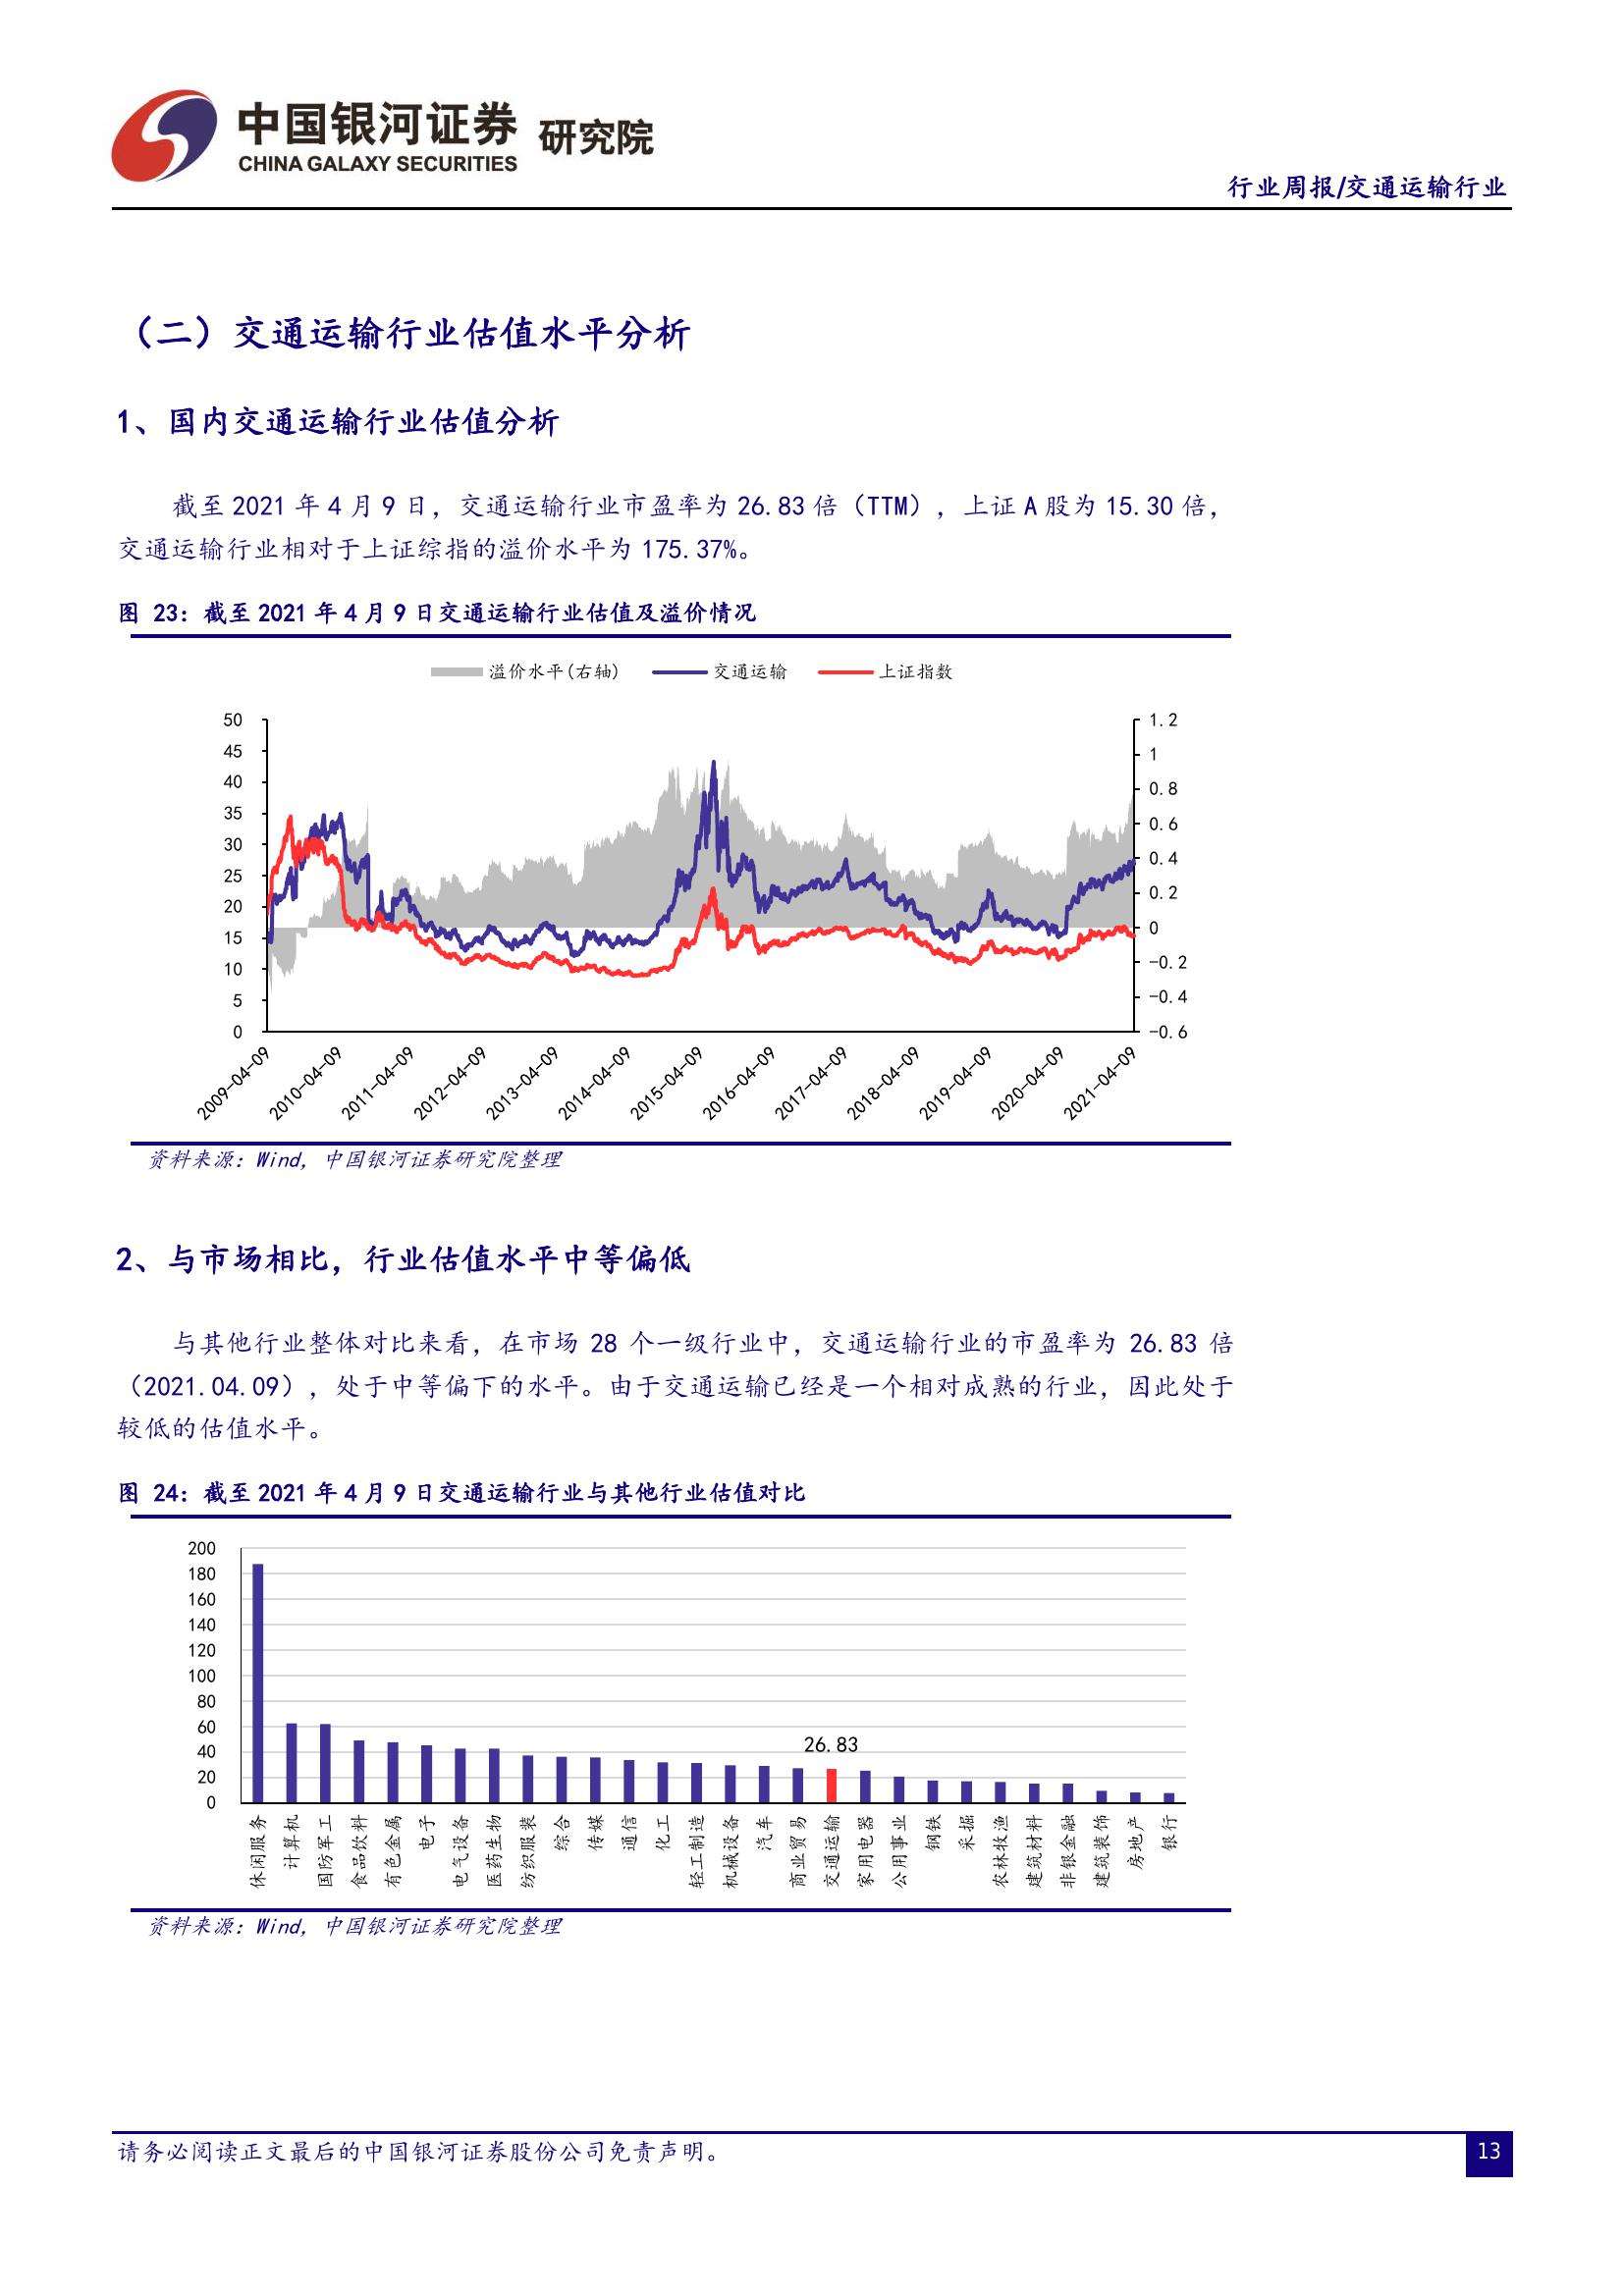 中国银河证券 研究院
CHINA GALAXY SECURITIES
行业周报/交通运输行业
（二）交通运输行业估值水平分析
1、国内交通运输行业估值分析
截至 2021 年 4 月 9 日，交通运输行业市盈率为 26.83 倍（TTM），上证 A 股为 15.30 倍，
交通运输行业相对于上证综指的溢价水平为 175.37%。
图 23：截至 2021 年 4 月 9 日交通运输行业估值及溢价情况
溢价水平(右轴) 交通运输 上证指数
50
45
40
35
30
25
20
15
10
5
0
1.2
1
0.8
0.6
0.4
0.2
0
-0.2
-0.4
-0.6
2009-04-09
2010-04-09
2011-04-09
2012-04-09
2013-04-09
2014-04-09
2015-04-09
2016-04-09
2017-04-09
2018-04-09
2019-04-09
2020-04-09
2021-04-09
资料来源：Wind，中国银河证券研究院整理
2、与市场相比，行业估值水平中等偏低
与其他行业整体对比来看，在市场 28 个一级行业中，交通运输行业的市盈率为 26.83 倍
（2021.04.09），处于中等偏下的水平。由于交通运输已经是一个相对成熟的行业，因此处于
较低的估值水平。
图 24：截至 2021 年 4 月 9 日交通运输行业与其他行业估值对比
200
180
160
140
120
100
80
60
40
20
0
26.83
休闲服务
计算机
国防军工
食品饮料
有色金属
电子
电气设备
医药生物
纺织服装
综合
传媒
通信
化工
轻工制造
机械设备
汽车
商业贸易
交通运输
家用电器
公用事业
钢铁
采掘
农林牧渔
建筑材料
非银金融
建筑装饰
房地产
银行
资料来源：Wind，中国银河证券研究院整理
请务必阅读正文最后的中国银河证券股份公司免责声明。
13